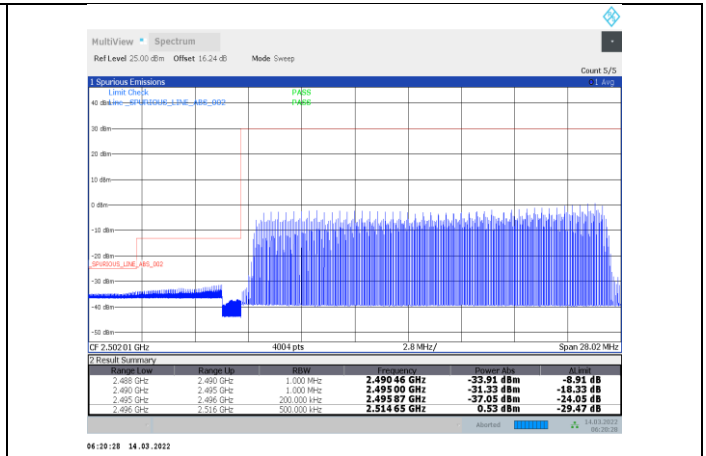 MultiView Spectrum
Ref Level 25.00 dBm Offset 16.24 dB Mode Sweep
Count 5/5
1 Spurious Emissions 1 Avg
Limit Check PASS
40 dBm Line _SPURIOUS_LINE_ABS_002 PASS
30 dBm
20 dBm
10 dBm
0 dBm
-10 dBm
-20 dBm
_SPURIOUS_LINE_ABS_002
-30 dBm
-40 dBm
-50 dBm
CF 2.50201 GHz 4004 pts 2.8 MHz/ Span 28.02 MHz
2 Result Summary
Range Low Range Up RBW Frequency Power Abs ΔLimit
2.488 GHz 2.490 GHz 1.000 MHz 2.49046 GHz -33.91 dBm -8.91 dB
2.490 GHz 2.495 GHz 1.000 MHz 2.49500 GHz -31.33 dBm -18.33 dB
2.495 GHz 2.496 GHz 200.000 kHz 2.49587 GHz -37.05 dBm -24.05 dB
2.496 GHz 2.516 GHz 500.000 kHz 2.51465 GHz 0.53 dBm -29.47 dB
Aborted 14.03.2022
06:20:28
06:20:28 14.03.2022